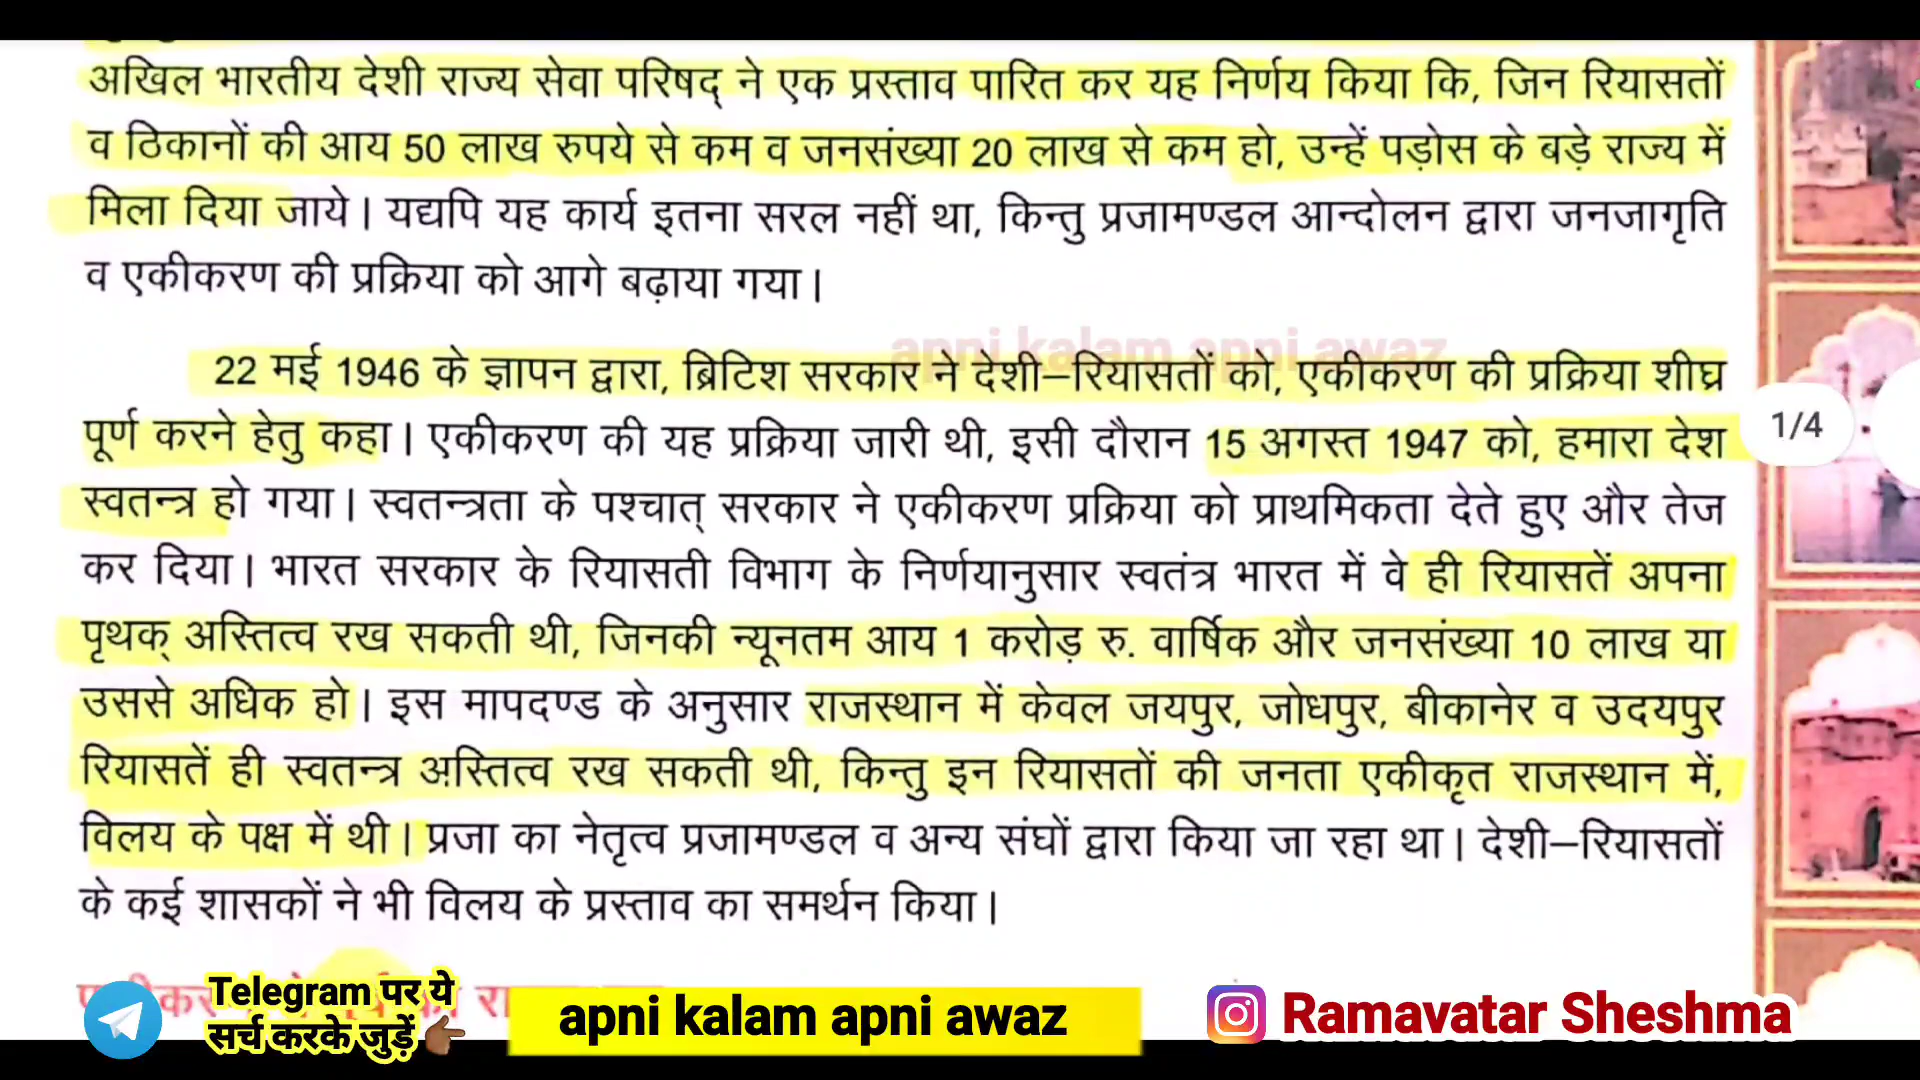 अखिल भारतीय देशी राज्य सेवा परिषद् ने एक प्रस्ताव पारित कर यह निर्णय किया कि, जिन रियासतों
व ठिकानों की आय 50 लाख रुपये से कम व जनसंख्या 20 लाख से कम हो, उन्हें पड़ोस के बड़े राज्य में
मिला दिया जाये। यद्यपि यह कार्य इतना सरल नहीं था, किन्तु प्रजामण्डल आन्दोलन द्वारा जनजागृति
व एकीकरण की प्रक्रिया को आगे बढ़ाया गया।
apni kalam apni awaz
22 मई 1946 के ज्ञापन द्वारा, ब्रिटिश सरकार ने देशी–रियासतों को, एकीकरण की प्रक्रिया शीघ्र
पूर्ण करने हेतु कहा। एकीकरण की यह प्रक्रिया जारी थी, इसी दौरान 15 अगस्त 1947 को, हमारा देश
1/4
स्वतन्त्र हो गया। स्वतन्त्रता के पश्चात् सरकार ने एकीकरण प्रक्रिया को प्राथमिकता देते हुए और तेज
कर दिया। भारत सरकार के रियासती विभाग के निर्णयानुसार स्वतंत्र भारत में वे ही रियासतें अपना
पृथक् अस्तित्व रख सकती थी, जिनकी न्यूनतम आय 1 करोड़ रु. वार्षिक और जनसंख्या 10 लाख या
उससे अधिक हो। इस मापदण्ड के अनुसार राजस्थान में केवल जयपुर, जोधपुर, बीकानेर व उदयपुर
रियासतें ही स्वतन्त्र अस्तित्व रख सकती थी, किन्तु इन रियासतों की जनता एकीकृत राजस्थान में,
विलय के पक्ष में थी। प्रजा का नेतृत्व प्रजामण्डल व अन्य संघों द्वारा किया जा रहा था। देशी–रियासतों
के कई शासकों ने भी विलय के प्रस्ताव का समर्थन किया।
Telegram पर ये
सर्च करके जुड़ें
apni kalam apni awaz
Ramavatar Sheshma